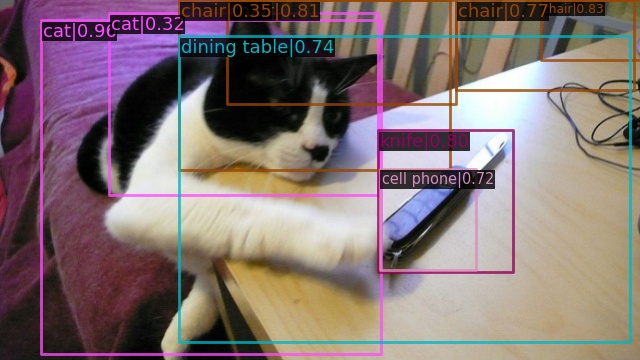 chair|0.35
|0.81
chair|0.77
hair|0.83
cat|0.96
cat|0.32
dining table|0.74
knife|0.80
cell phone|0.72